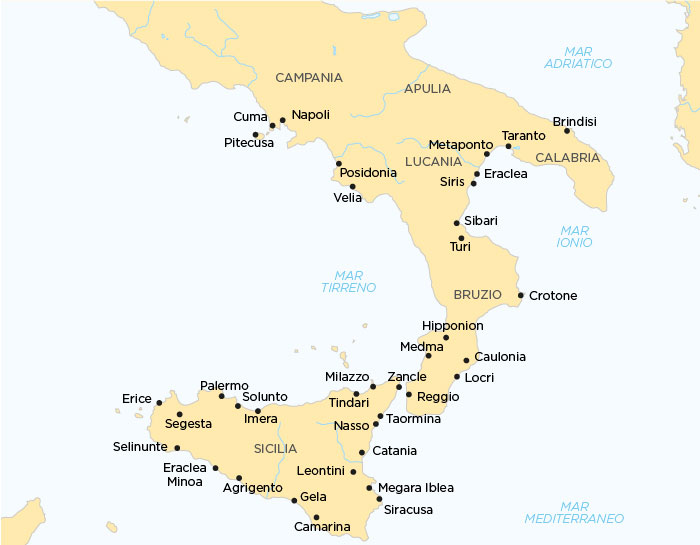 MAR
ADRIATICO
CAMPANIA
APULIA
Cuma
Napoli
Pitecusa
Brindisi
Taranto
Metaponto
LUCANIA
CALABRIA
Posidonia
Eraclea
Siris
Velia
Sibari
Turi
MAR
IONIO
MAR
TIRRENO
BRUZIO
Crotone
Hipponion
Medma
Caulonia
Locri
Milazzo
Zancle
Reggio
Palermo
Solunto
Tindari
Erice
Segesta
Imera
Taormina
Nasso
Selinunte
SICILIA
Catania
Eraclea
Minoa
Leontini
Agrigento
Megara Iblea
Gela
Siracusa
Camarina
MAR
MEDITERRANEO